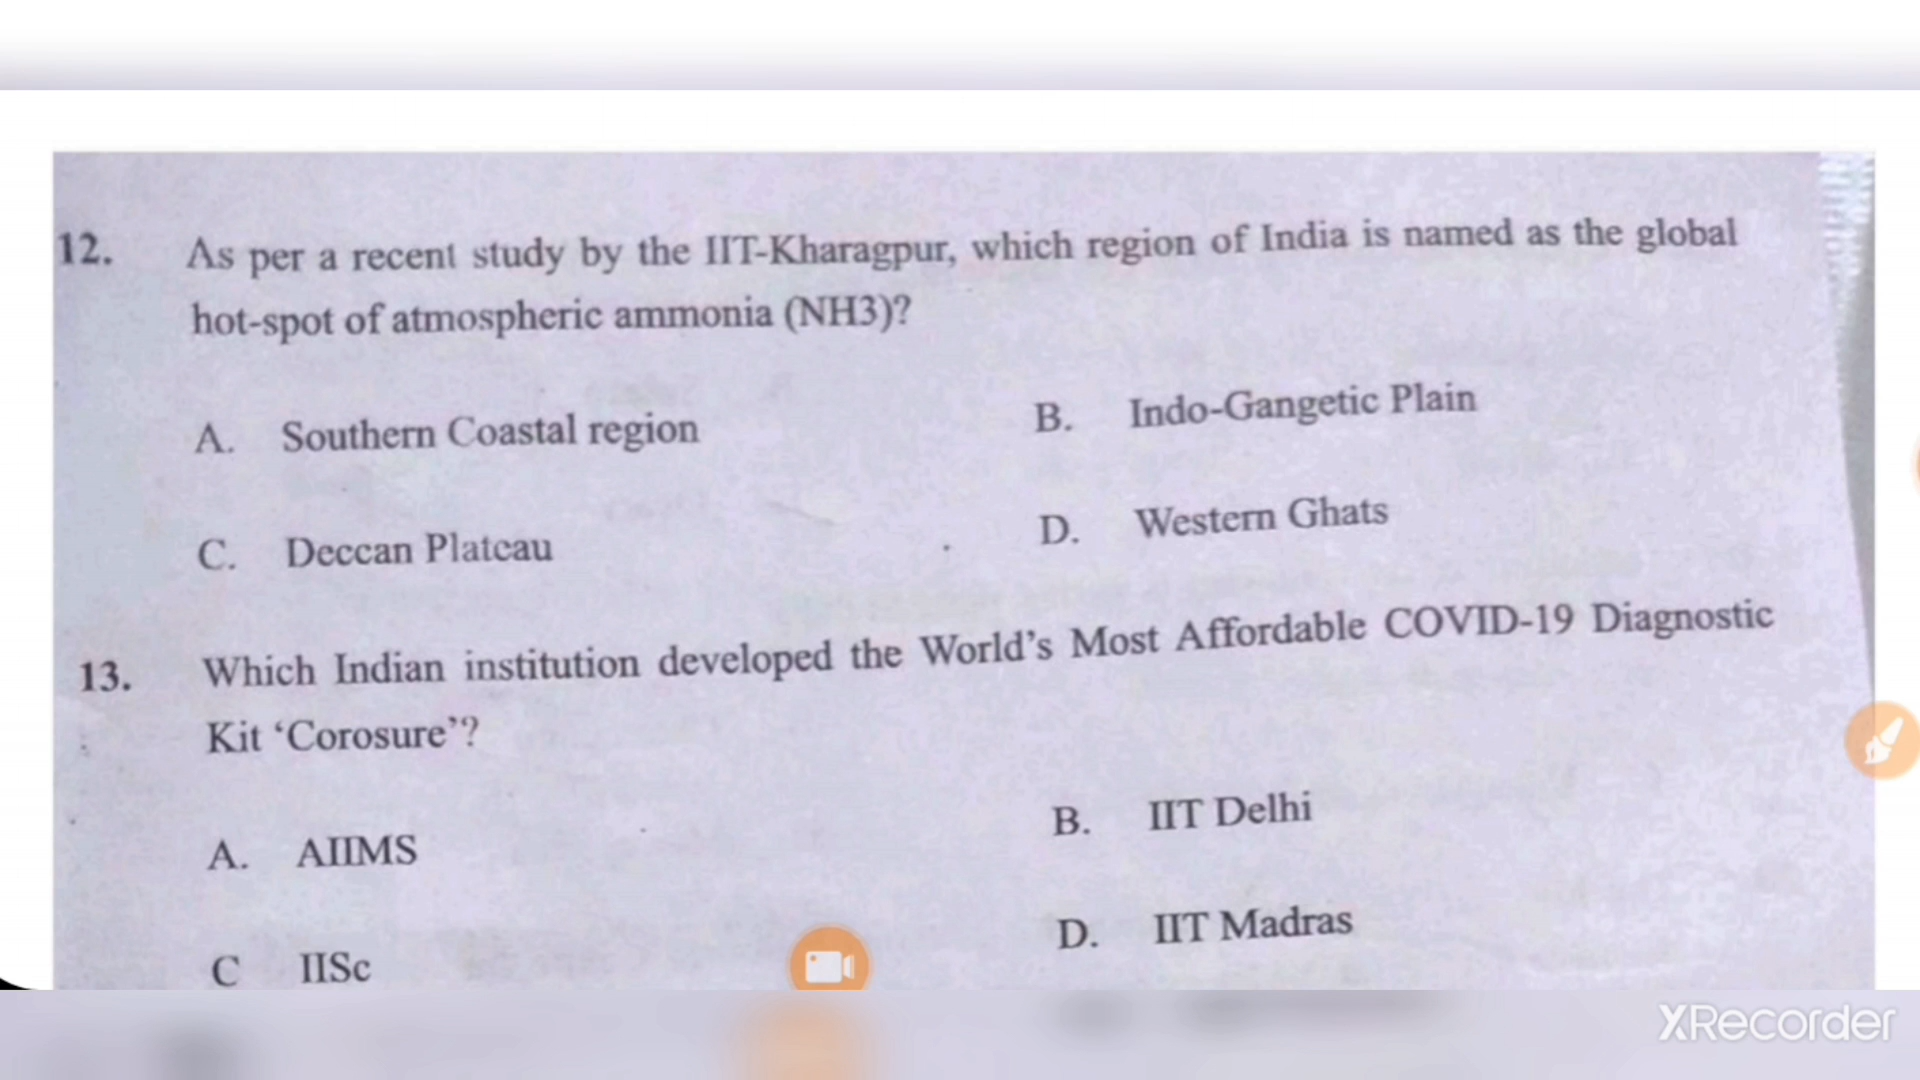 12. As per a recent study by the IIT-Kharagpur, which region of India is named as the global
hot-spot of atmospheric ammonia (NH3)?
A. Southern Coastal region B. Indo-Gangetic Plain
C. Deccan Plateau D. Western Ghats
13. Which Indian institution developed the World's Most Affordable COVID-19 Diagnostic
Kit ‘Corosure’?
A. AIIMS B. IIT Delhi
C IISc D. IIT Madras
XRecorder